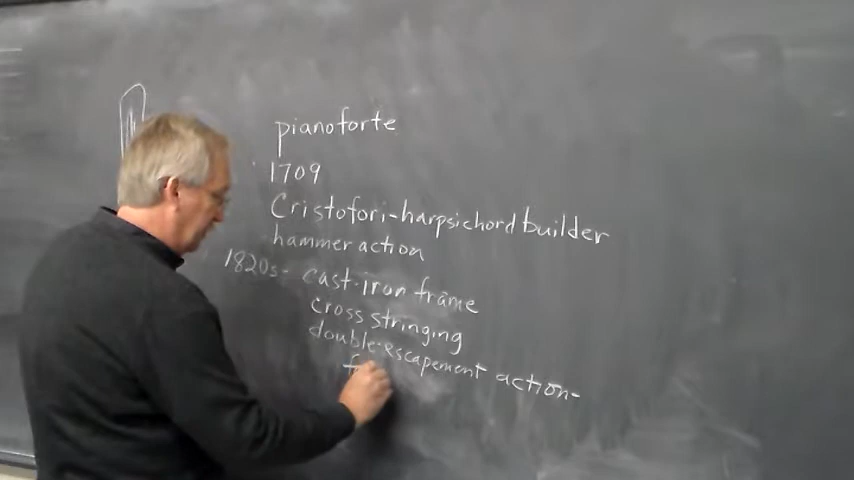 pianoforte
1709
Cristofori-harpsichord builder
hammer action
1820s- cast-iron frame
cross stringing
double-escapement action-
f